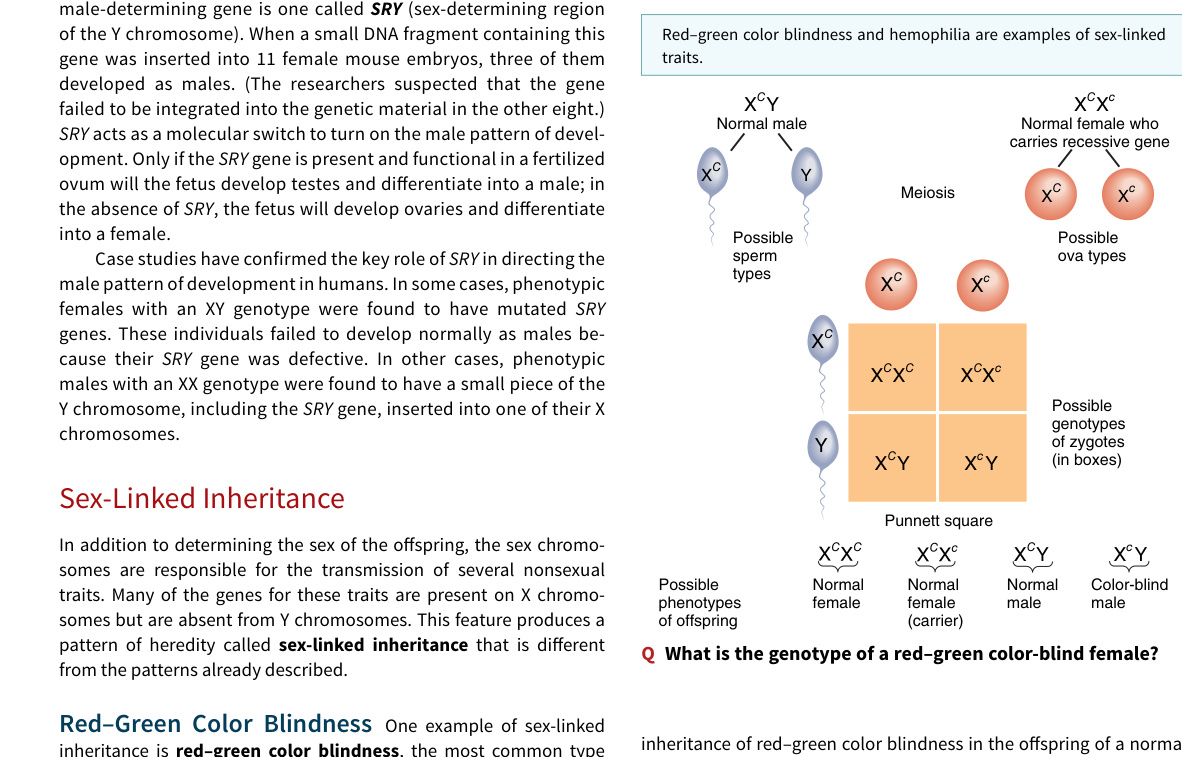 male-determining gene is one called SRY (sex-determining region
of the Y chromosome). When a small DNA fragment containing this
gene was inserted into 11 female mouse embryos, three of them
developed as males. (The researchers suspected that the gene
failed to be integrated into the genetic material in the other eight.)
SRY acts as a molecular switch to turn on the male pattern of devel-
opment. Only if the SRY gene is present and functional in a fertilized
ovum will the fetus develop testes and differentiate into a male; in
the absence of SRY, the fetus will develop ovaries and differentiate
into a female.
Case studies have confirmed the key role of SRY in directing the
male pattern of development in humans. In some cases, phenotypic
females with an XY genotype were found to have mutated SRY
genes. These individuals failed to develop normally as males be-
cause their SRY gene was defective. In other cases, phenotypic
males with an XX genotype were found to have a small piece of the
Y chromosome, including the SRY gene, inserted into one of their X
chromosomes.
Sex-Linked Inheritance
In addition to determining the sex of the offspring, the sex chromo-
somes are responsible for the transmission of several nonsexual
traits. Many of the genes for these traits are present on X chromo-
somes but are absent from Y chromosomes. This feature produces a
pattern of heredity called sex-linked inheritance that is different
from the patterns already described.
Red–Green Color Blindness One example of sex-linked
inheritance is red–green color blindness, the most common type
Red–green color blindness and hemophilia are examples of sex-linked
traits.
XᶜY
Normal male
XᶜXᶜ
Normal female who
carries recessive gene
Xᶜ
Y
Meiosis
Xᶜ
Xᶜ
Possible
sperm
types
Possible
ova types
Xᶜ
Xᶜ
Xᶜ
XᶜXᶜ
XᶜXᶜ
Y
XᶜY
XᶜY
Possible
genotypes
of zygotes
(in boxes)
Punnett square
Possible
phenotypes
of offspring
XᶜXᶜ
Normal
female
XᶜXᶜ
Normal
female
(carrier)
XᶜY
Normal
male
XᶜY
Color-blind
male
Q What is the genotype of a red–green color-blind female?
inheritance of red–green color blindness in the offspring of a norma